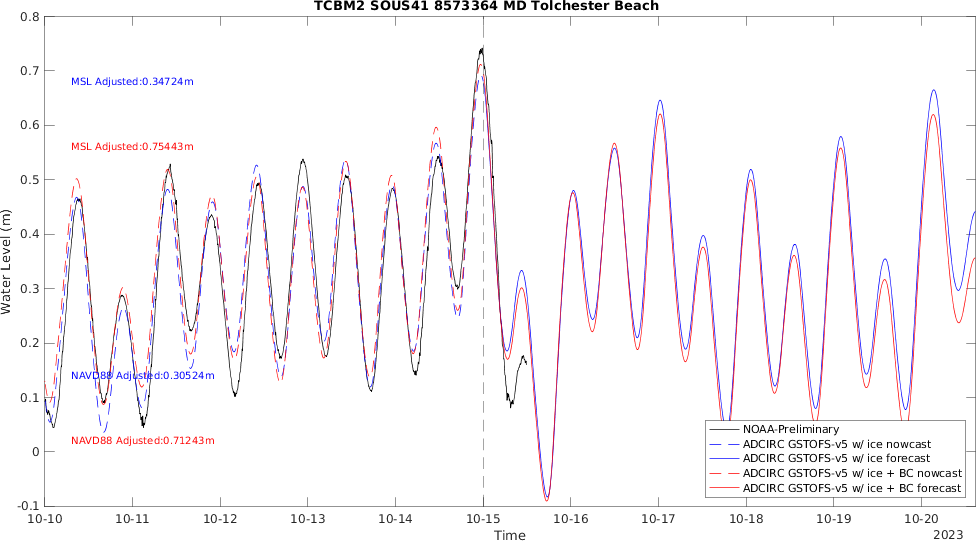 TCBM2 SOUS41 8573364 MD Tolchester Beach
0.8
0.7
0.6
0.5
0.4
0.3
0.2
0.1
0
-0.1
Water Level (m)
MSL Adjusted:0.34724m
MSL Adjusted:0.75443m
NAVD88 Adjusted:0.30524m
NAVD88 Adjusted:0.71243m
NOAA-Preliminary
ADCIRC GSTOFS-v5 w/ ice nowcast
ADCIRC GSTOFS-v5 w/ ice forecast
ADCIRC GSTOFS-v5 w/ ice + BC nowcast
ADCIRC GSTOFS-v5 w/ ice + BC forecast
10-10 10-11 10-12 10-13 10-14 10-15 10-16 10-17 10-18 10-19 10-20
Time
2023